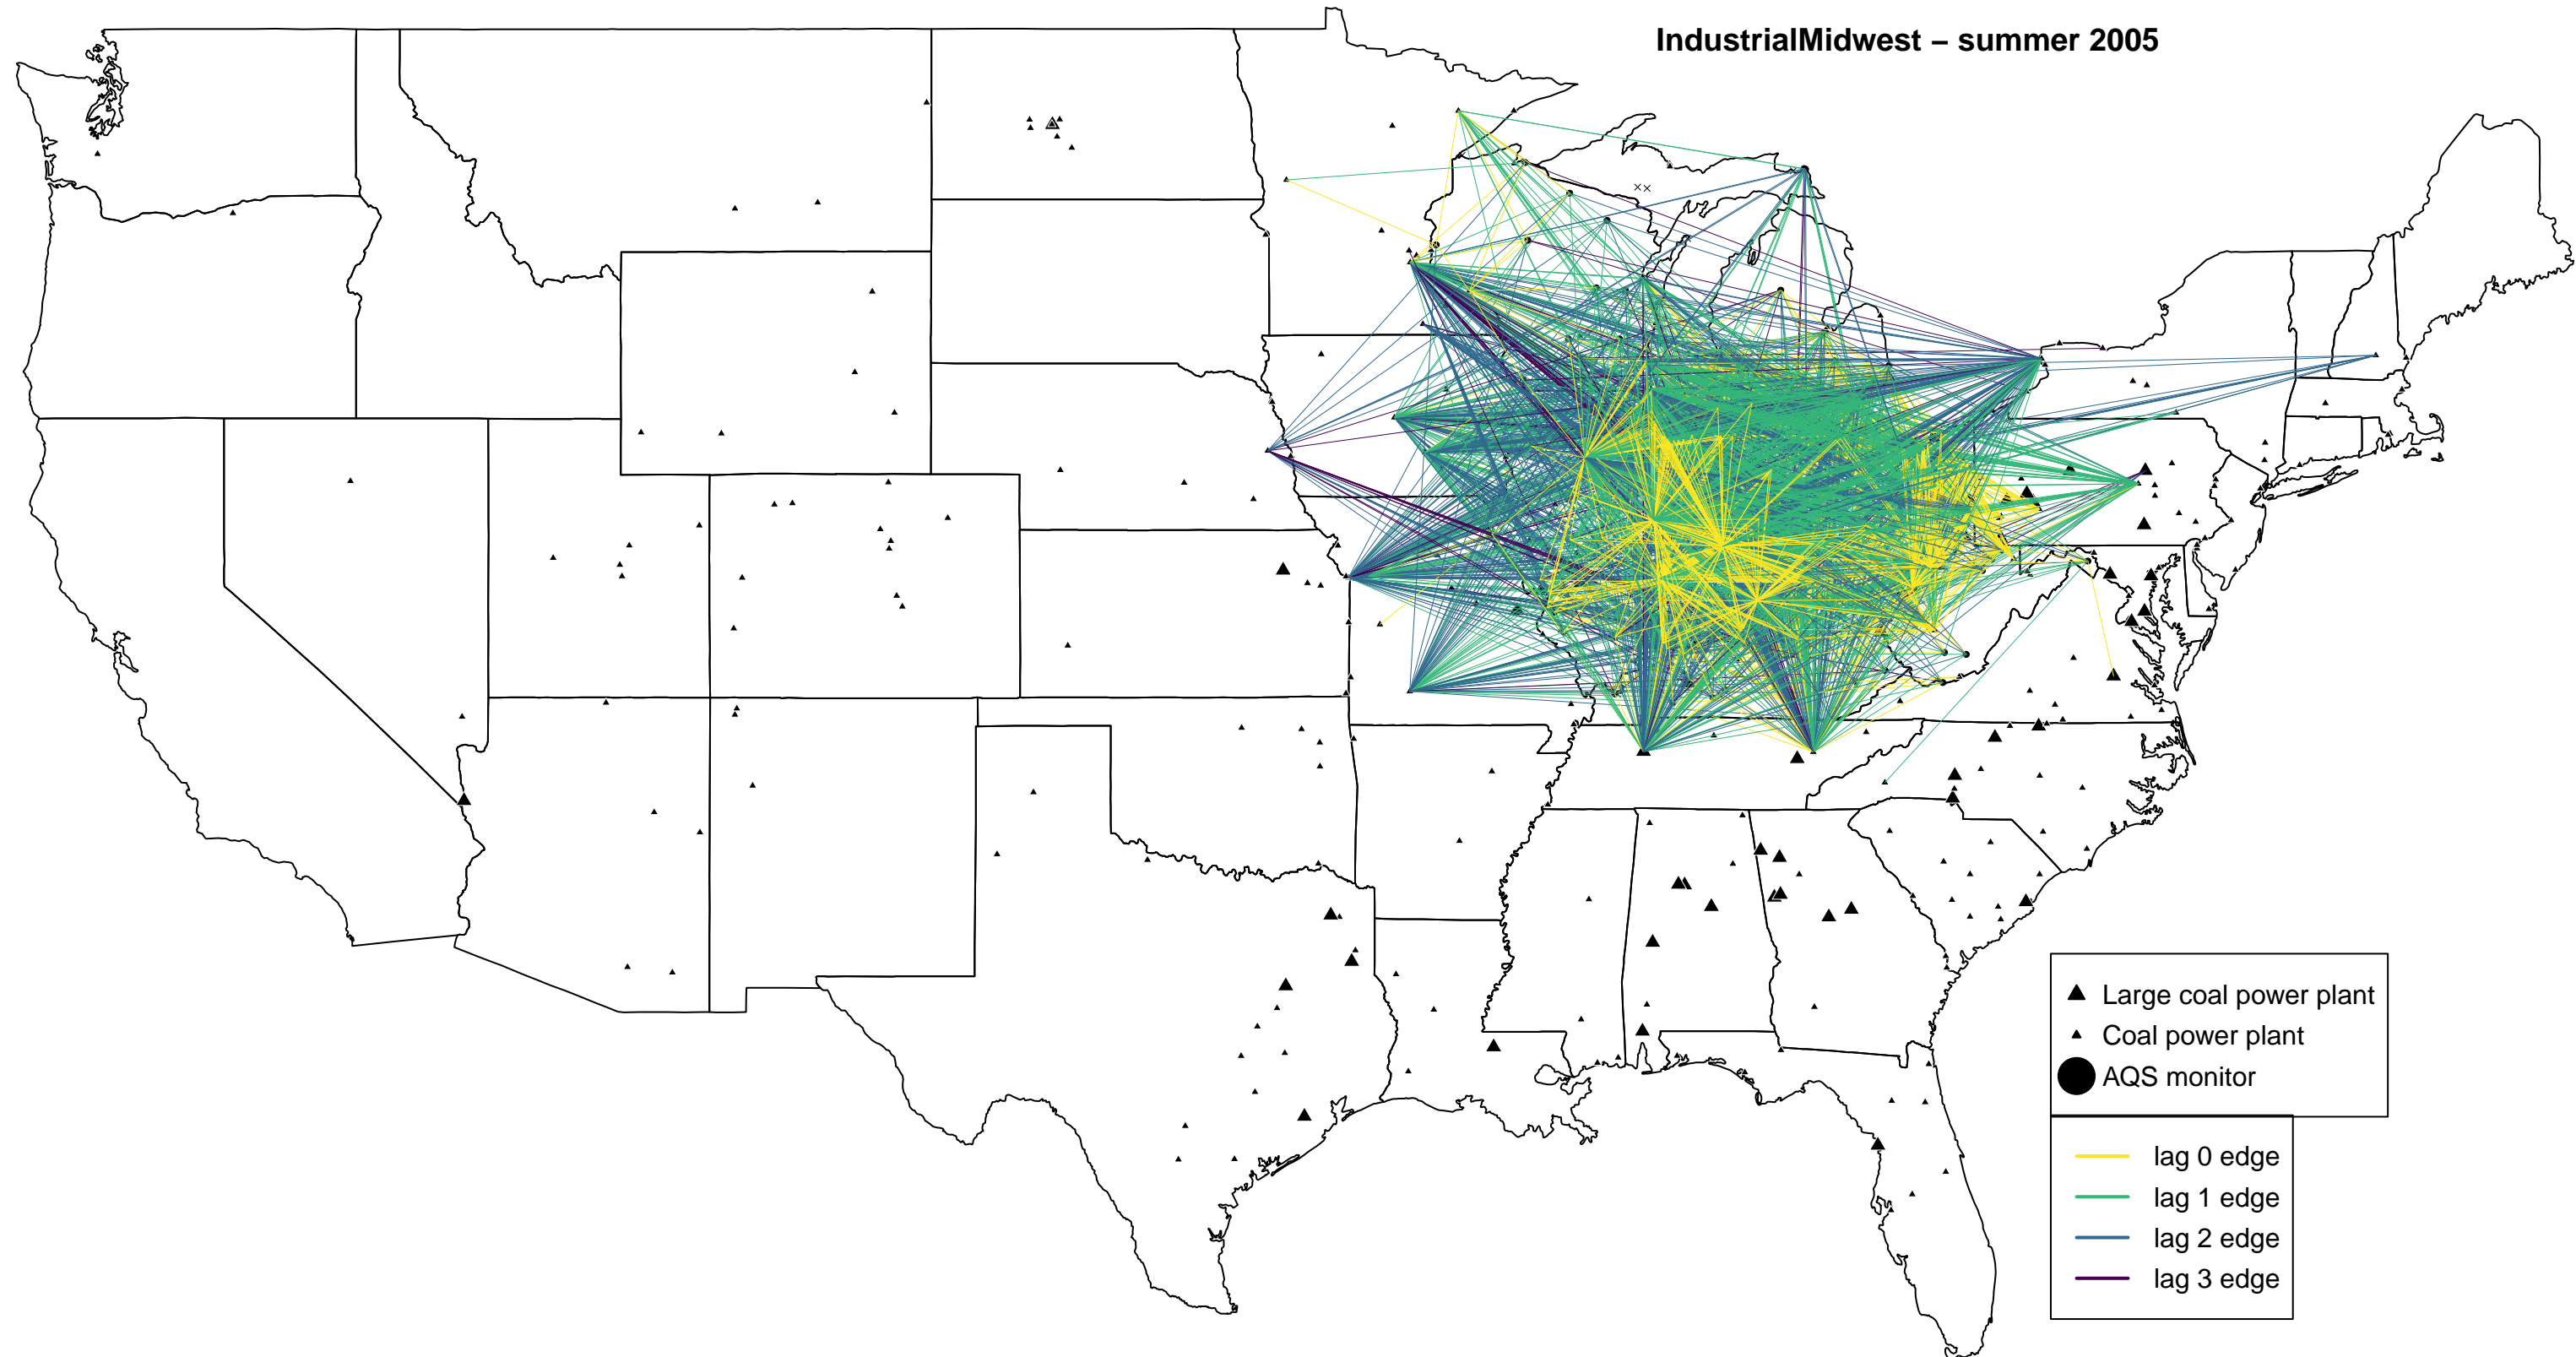 IndustrialMidwest – summer 2005
Large coal power plant
Coal power plant
AQS monitor
lag 0 edge
lag 1 edge
lag 2 edge
lag 3 edge